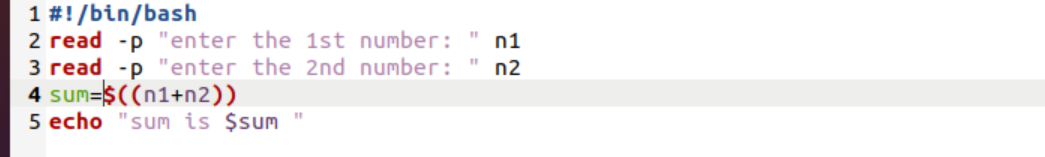 1 #!/bin/bash
2 read -p "enter the 1st number: " n1
3 read -p "enter the 2nd number: " n2
4 sum=$((n1+n2))
5 echo "sum is $sum "